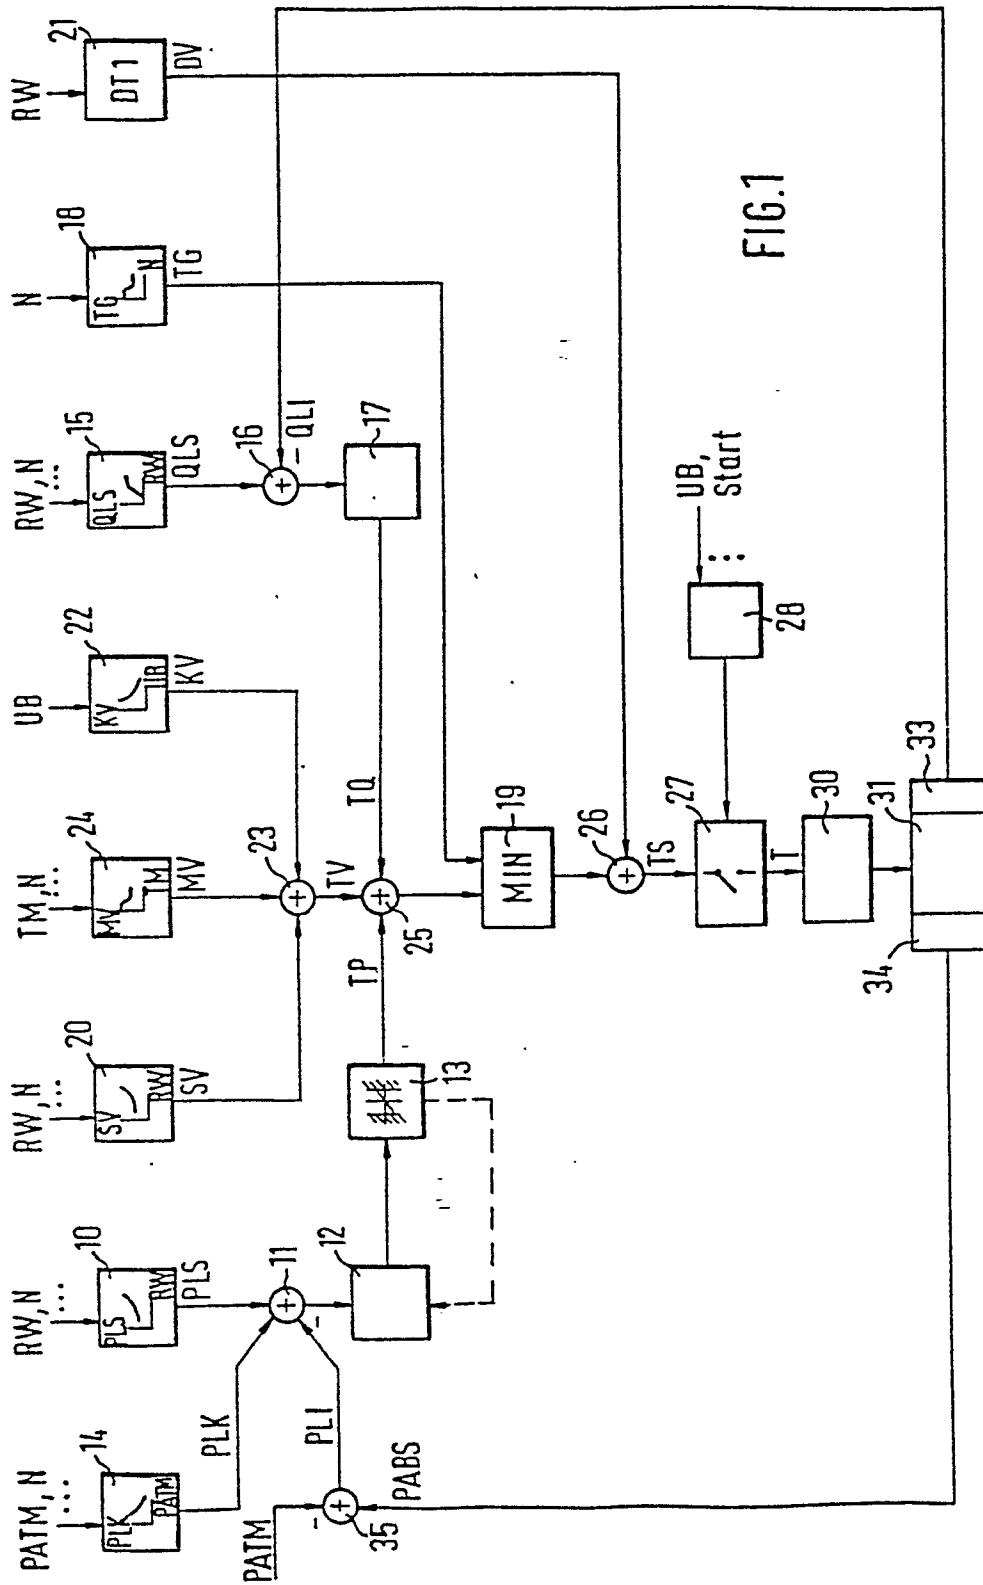 PATM, N
...
14
PLK
PATM
PLK
PATM
-
+
35
PLI
PABS
RW, N
...
10
PLS
RW
PLS
11
+
-
12
13
TP
RW, N
...
20
SV
RW
SV
TM, N
...
24
MV
TM
MV
23
+
TV
25
+
TQ
UB
22
KV
UB
KV
RW, N
...
15
QLS
RW
QLS
16
+
- QLI
17
N
18
TG
N
TG
RW
21
DT1
DV
MIN
19
26
+
TS
27
T
30
31
33
34
28
UB,
Start
...
FIG.1